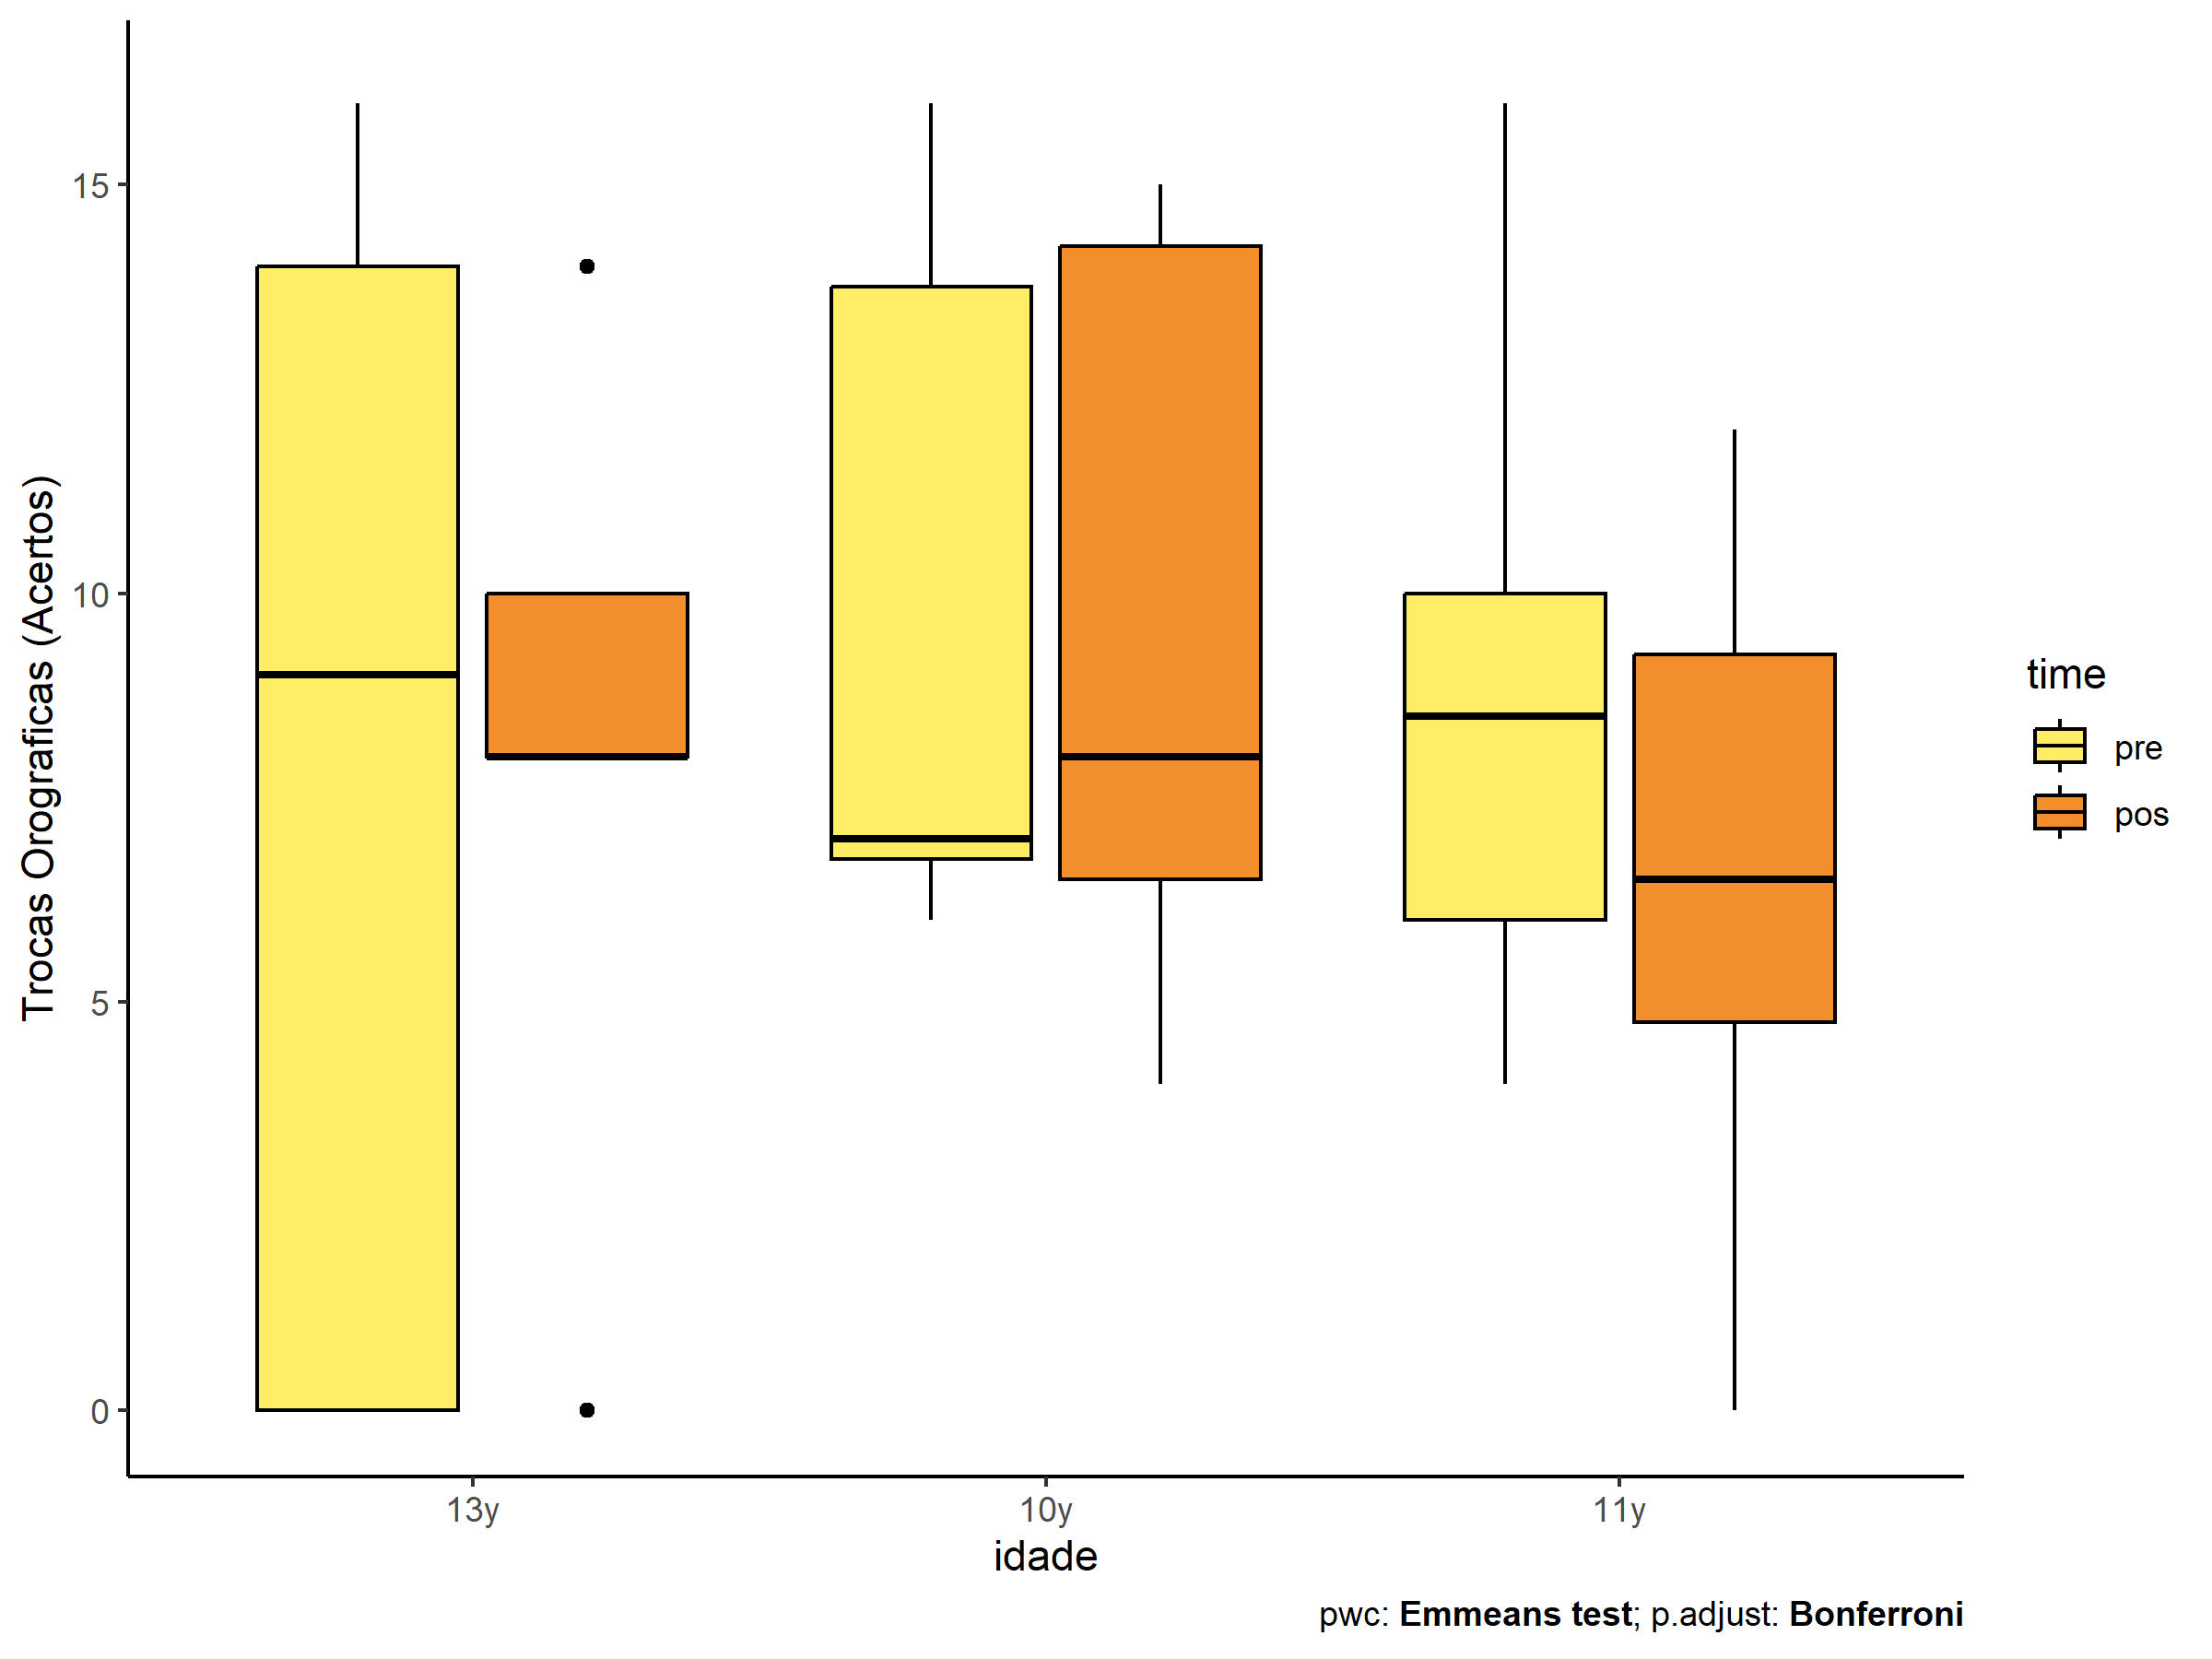 Trocas Orograficas (Acertos)
15
10
5
0
13y
10y
11y
idade
time
pre
pos
pwc: Emmeans test; p.adjust: Bonferroni